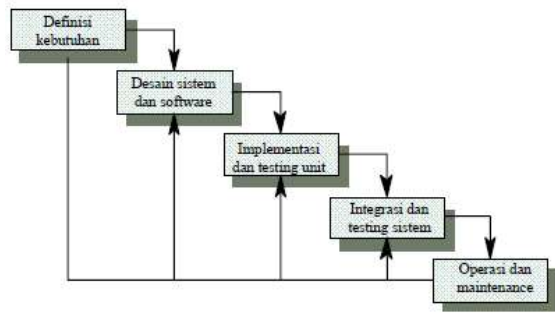 Definisi
kebutuhan
Desain sistem
dan software
Implementasi
dan testing unit
Integrasi dan
testing sistem
Operasi dan
maintenance